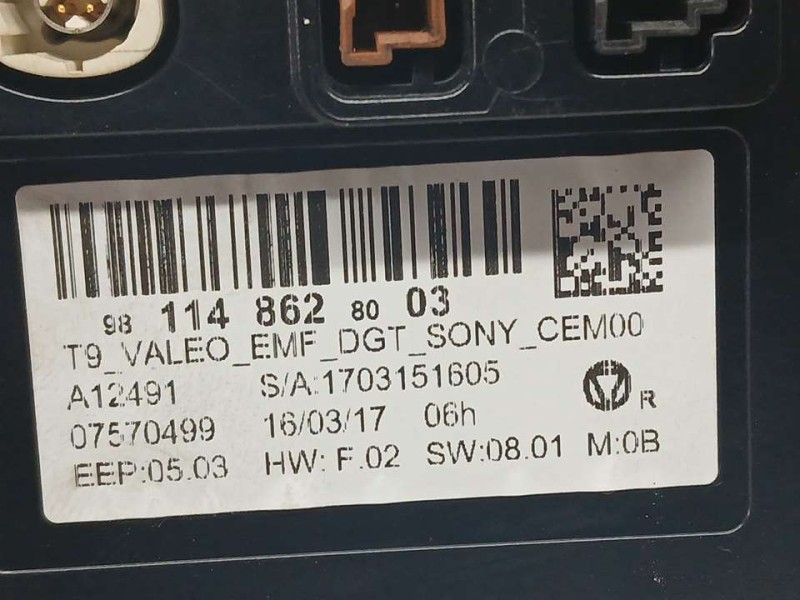 98 114 862 80 03
T9_VALEO_EMF_DGT_SONY_CEM00
A12491 S/A:1703151605
07570499 16/03/17 06h R
EEP:05.03 HW: F.02 SW:08.01 M:0B